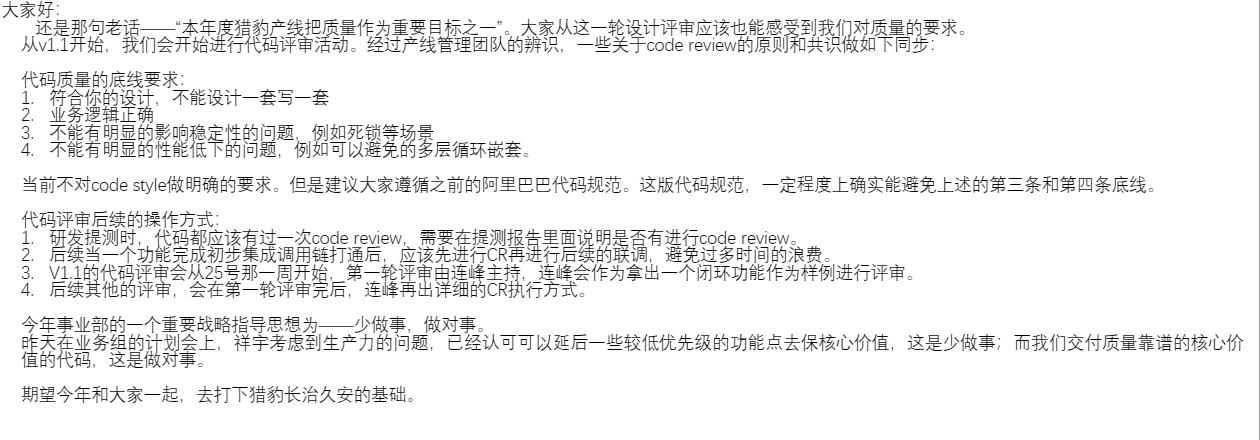 大家好：
还是那句老话——“本年度猎豹产线把质量作为重要目标之一”。大家从这一轮设计评审应该也能感受到我们对质量的要求。
从v1.1开始，我们会开始进行代码评审活动。经过产线管理团队的辨识，一些关于code review的原则和共识做如下同步：
代码质量的底线要求：
1. 符合你的设计，不能设计一套写一套
2. 业务逻辑正确
3. 不能有明显的影响稳定性的问题，例如死锁等场景
4. 不能有明显的性能低下的问题，例如可以避免的多层循环嵌套。
当前不对code style做明确的要求。但是建议大家遵循之前的阿里巴巴代码规范。这版代码规范，一定程度上确实能避免上述的第三条和第四条底线。
代码评审后续的操作方式：
1. 研发提测时，代码都应该有过一次code review，需要在提测报告里面说明是否有进行code review。
2. 后续当一个功能完成初步集成调用链打通后，应该先进行CR再进行后续的联调，避免过多时间的浪费。
3. V1.1的代码评审会从25号那一周开始，第一轮评审由连峰主持，连峰会作为拿出一个闭环功能作为样例进行评审。
4. 后续其他的评审，会在第一轮评审完后，连峰再出详细的CR执行方式。
今年事业部的一个重要战略指导思想为——少做事，做对事。
昨天在业务组的计划会上，祥宇考虑到生产力的问题，已经认可可以延后一些较低优先级的功能点去保核心价值，这是少做事；而我们交付质量靠谱的核心价
值的代码，这是做对事。
期望今年和大家一起，去打下猎豹长治久安的基础。